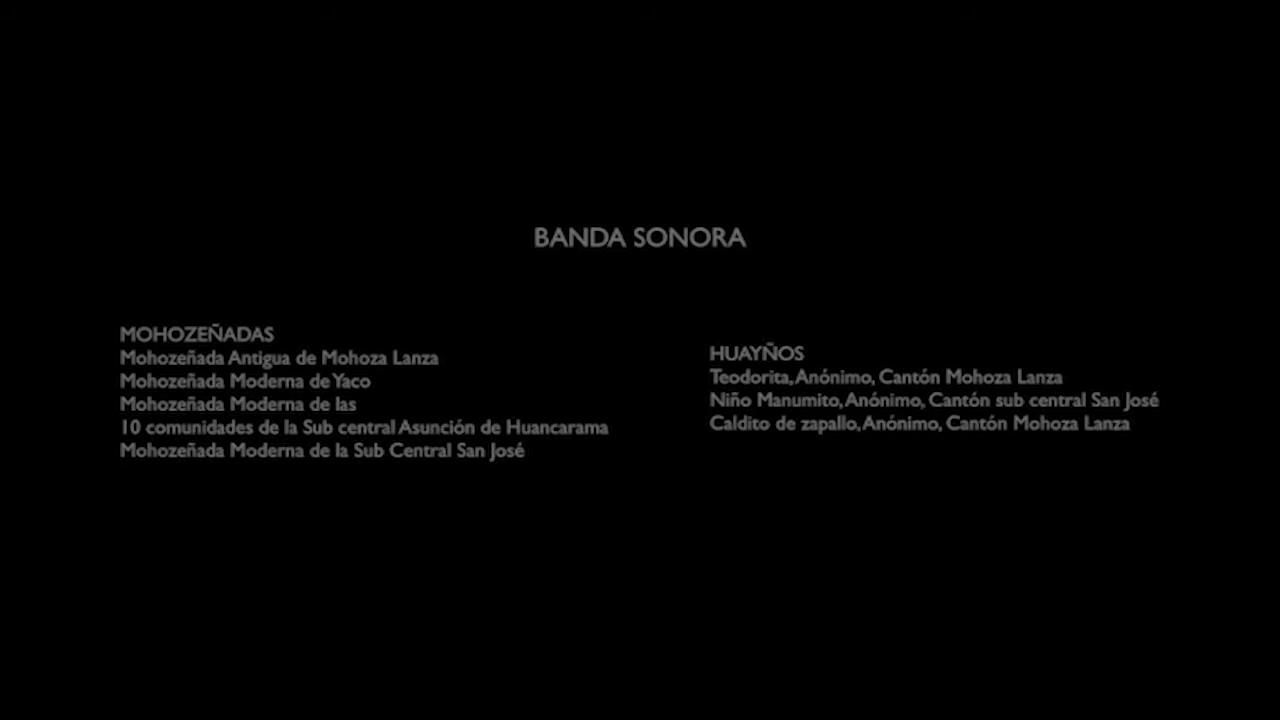 BANDA SONORA
MOHOZEÑADAS
Mohozeñada Antigua de Mohoza Lanza
Mohozeñada Moderna de Yaco
Mohozeñada Moderna de las
10 comunidades de la Sub central Asunción de Huancarama
Mohozeñada Moderna de la Sub Central San José
HUAYÑOS
Teodorita, Anónimo, Cantón Mohoza Lanza
Niño Manumito, Anónimo, Cantón sub central San José
Caldito de zapallo, Anónimo, Cantón Mohoza Lanza